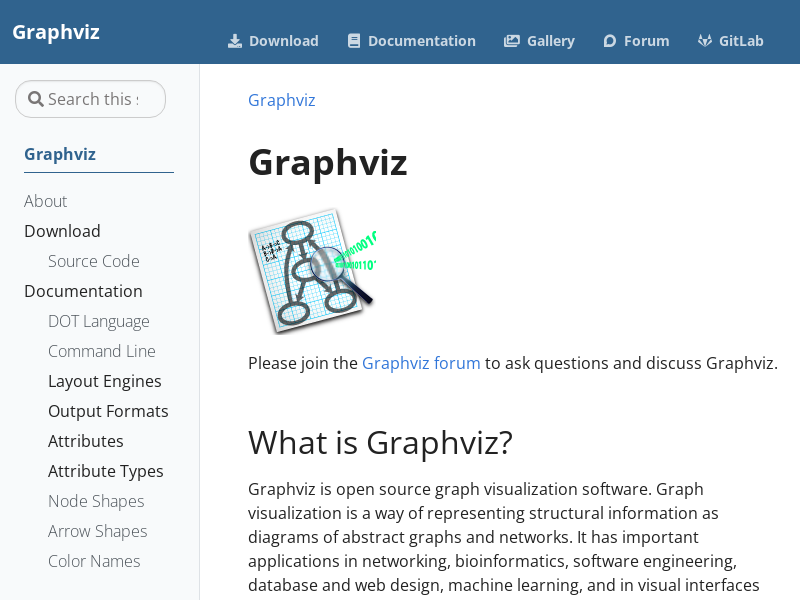 Graphviz
Download
Documentation
Gallery
Forum
GitLab
Search this s
Graphviz
About
Download
Source Code
Documentation
DOT Language
Command Line
Layout Engines
Output Formats
Attributes
Attribute Types
Node Shapes
Arrow Shapes
Color Names
Graphviz
Graphviz
Please join the Graphviz forum to ask questions and discuss Graphviz.
What is Graphviz?
Graphviz is open source graph visualization software. Graph
visualization is a way of representing structural information as
diagrams of abstract graphs and networks. It has important
applications in networking, bioinformatics, software engineering,
database and web design, machine learning, and in visual interfaces